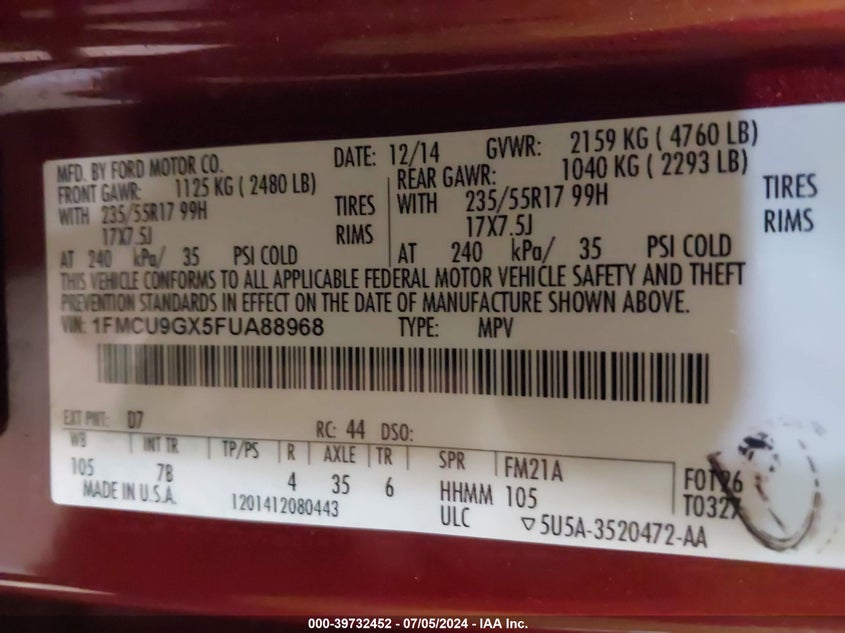 MFD. BY FORD MOTOR CO. DATE: 12/14 GVWR: 2159 KG ( 4760 LB)
FRONT GAWR: 1125 KG ( 2480 LB) REAR GAWR: 1040 KG ( 2293 LB)
WITH 235/55R17 99H TIRES WITH 235/55R17 99H TIRES
17X7.5J RIMS 17X7.5J RIMS
AT 240 kPa/ 35 PSI COLD AT 240 kPa/ 35 PSI COLD
THIS VEHICLE CONFORMS TO ALL APPLICABLE FEDERAL MOTOR VEHICLE SAFETY AND THEFT
PREVENTION STANDARDS IN EFFECT ON THE DATE OF MANUFACTURE SHOWN ABOVE.
VIN: 1FMCU9GX5FUA88968 TYPE: MPV
EXT PNT: D7 RC: 44 DSO:
WB INT TR TP/PS R AXLE TR SPR FM21A F0126
105 7B 4 35 6 HHMM 105 T0327
MADE IN U.S.A. 1201412080443 ULC ▽5U5A-3520472-AA
000-39732452 - 07/05/2024 - IAA Inc.